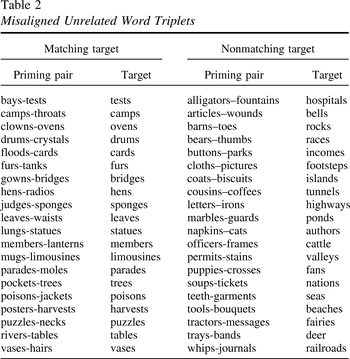 Table 2
Misaligned Unrelated Word Triplets
Matching target Nonmatching target
Priming pair Target Priming pair Target
bays-tests tests alligators–fountains hospitals
camps-throats camps articles–wounds bells
clowns-ovens ovens barns–toes rocks
drums-crystals drums bears–thumbs races
floods-cards cards buttons–parks incomes
furs-tanks furs cloths–pictures footsteps
gowns-bridges bridges coats–biscuits islands
hens-radios hens cousins–coffees tunnels
judges-sponges sponges letters–irons highways
leaves-waists leaves marbles-guards ponds
lungs-statues statues napkins–cats authors
members-lanterns members officers-frames cattle
mugs-limousines limousines permits-stains valleys
parades-moles parades puppies-crosses fans
pockets-trees trees soups-tickets nations
poisons-jackets poisons teeth-garments seas
posters-harvests harvests tools-bouquets beaches
puzzles-necks puzzles tractors-messages fairies
rivers-tables tables trays-bands deer
vases-hairs vases whips-journals railroads